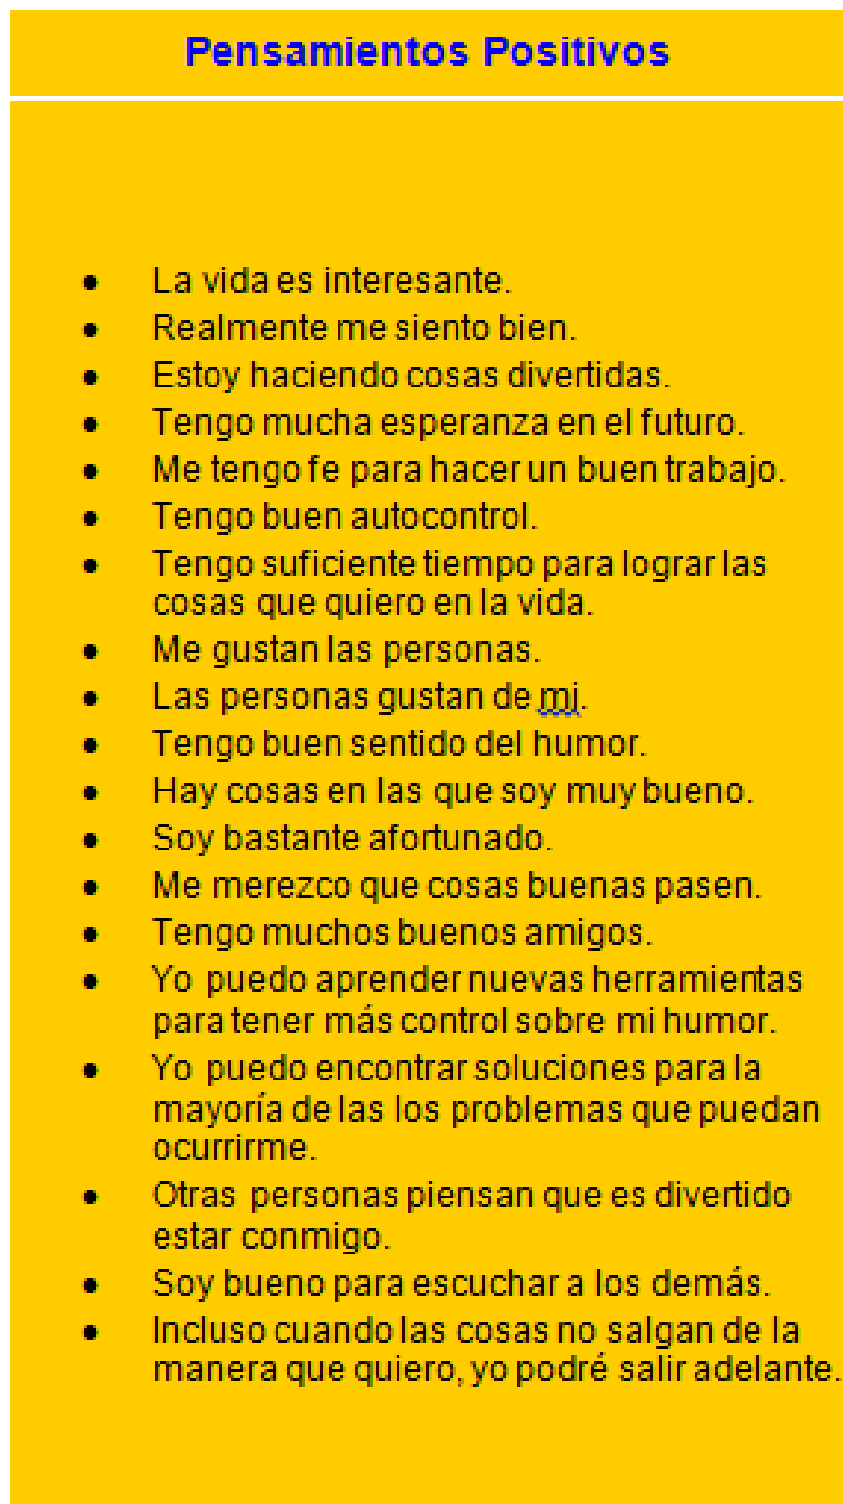 Pensamientos Positivos
• La vida es interesante.
• Realmente me siento bien.
• Estoy haciendo cosas divertidas.
• Tengo mucha esperanza en el futuro.
• Me tengo fe para hacer un buen trabajo.
• Tengo buen autocontrol.
• Tengo suficiente tiempo para lograr las
cosas que quiero en la vida.
• Me gustan las personas.
• Las personas gustan de mi.
• Tengo buen sentido del humor.
• Hay cosas en las que soy muy bueno.
• Soy bastante afortunado.
• Me merezco que cosas buenas pasen.
• Tengo muchos buenos amigos.
• Yo puedo aprender nuevas herramientas
para tener más control sobre mi humor.
• Yo puedo encontrar soluciones para la
mayoría de las los problemas que puedan
ocurrirme.
• Otras personas piensan que es divertido
estar conmigo.
• Soy bueno para escuchar a los demás.
• Incluso cuando las cosas no salgan de la
manera que quiero, yo podré salir adelante.